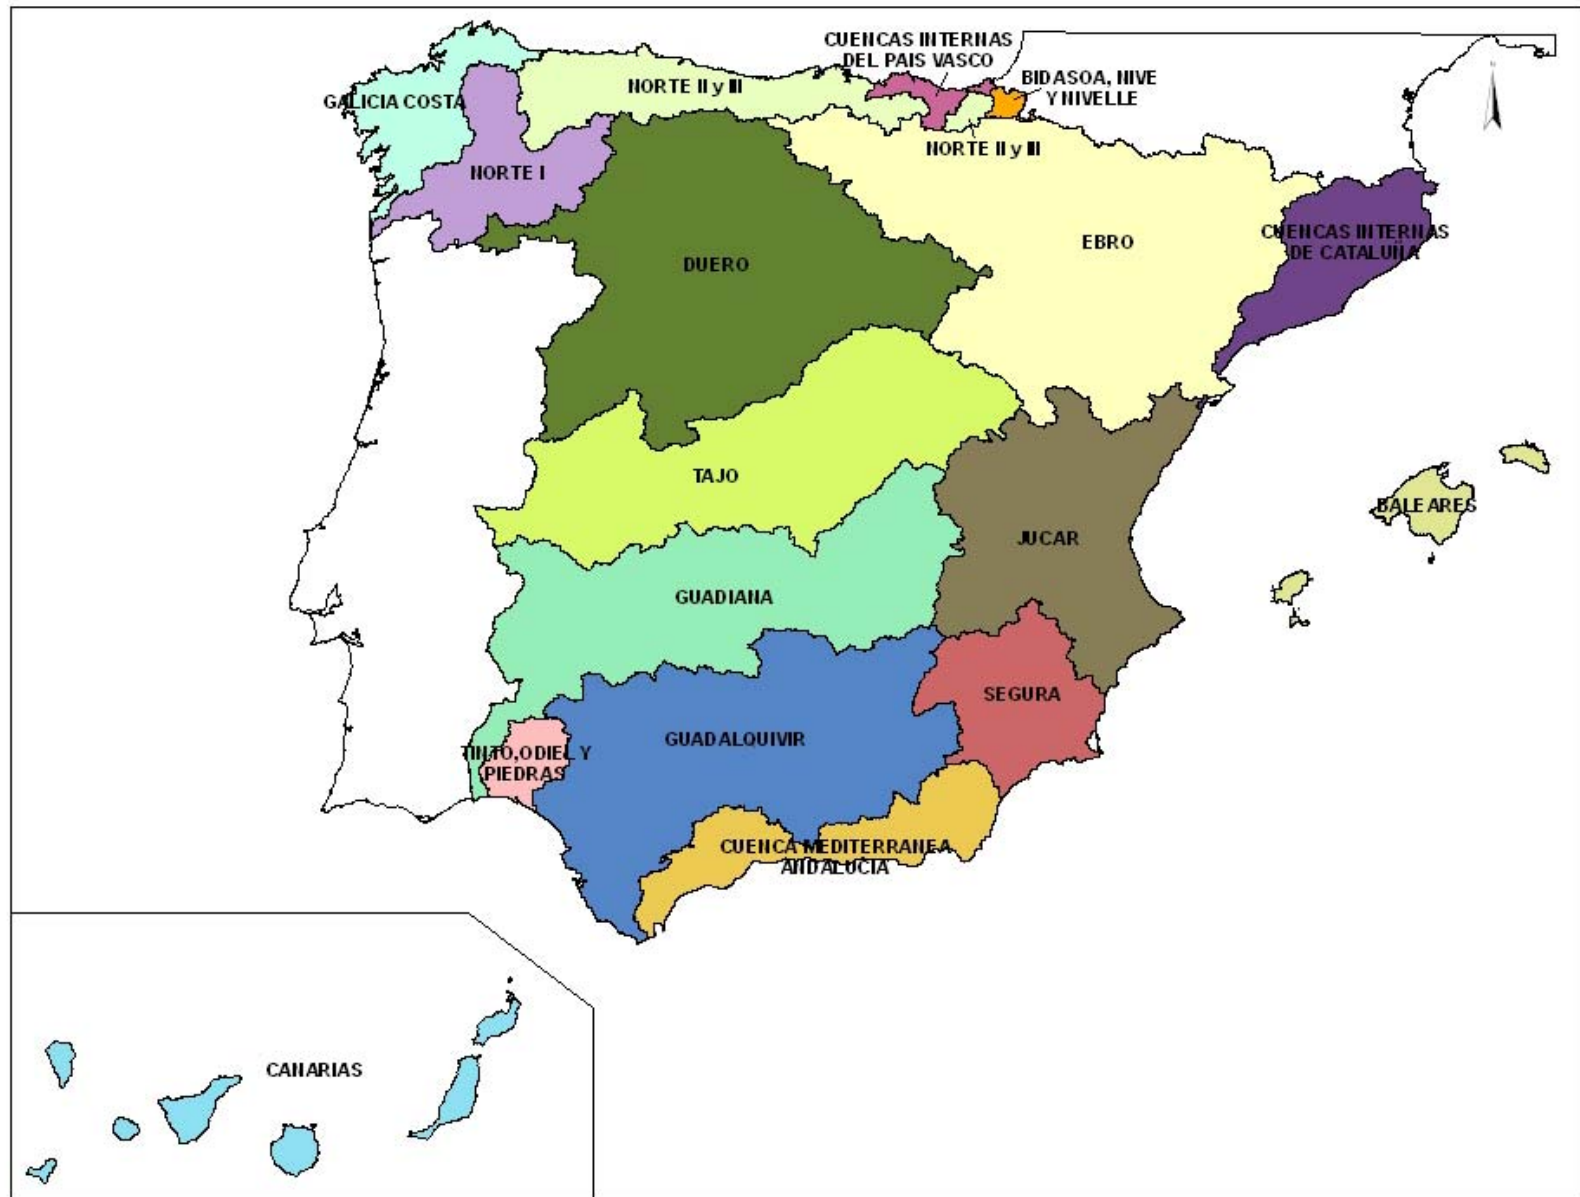 CUENCAS INTERNAS
DEL PAIS VASCO
BIDASOA, NIVE
Y NIVELLE
NORTE II y III
GALICIA COSTA
NORTE II y III
NORTE I
CUENCAS INTERNAS
DE CATALUÑA
EBRO
DUERO
TAJO
BALEARES
JUCAR
GUADIANA
SEGURA
GUADALQUIVIR
TINTO,ODIEL Y
PIEDRAS
CUENCA MEDITERRANEA
ANDALUCIA
CANARIAS